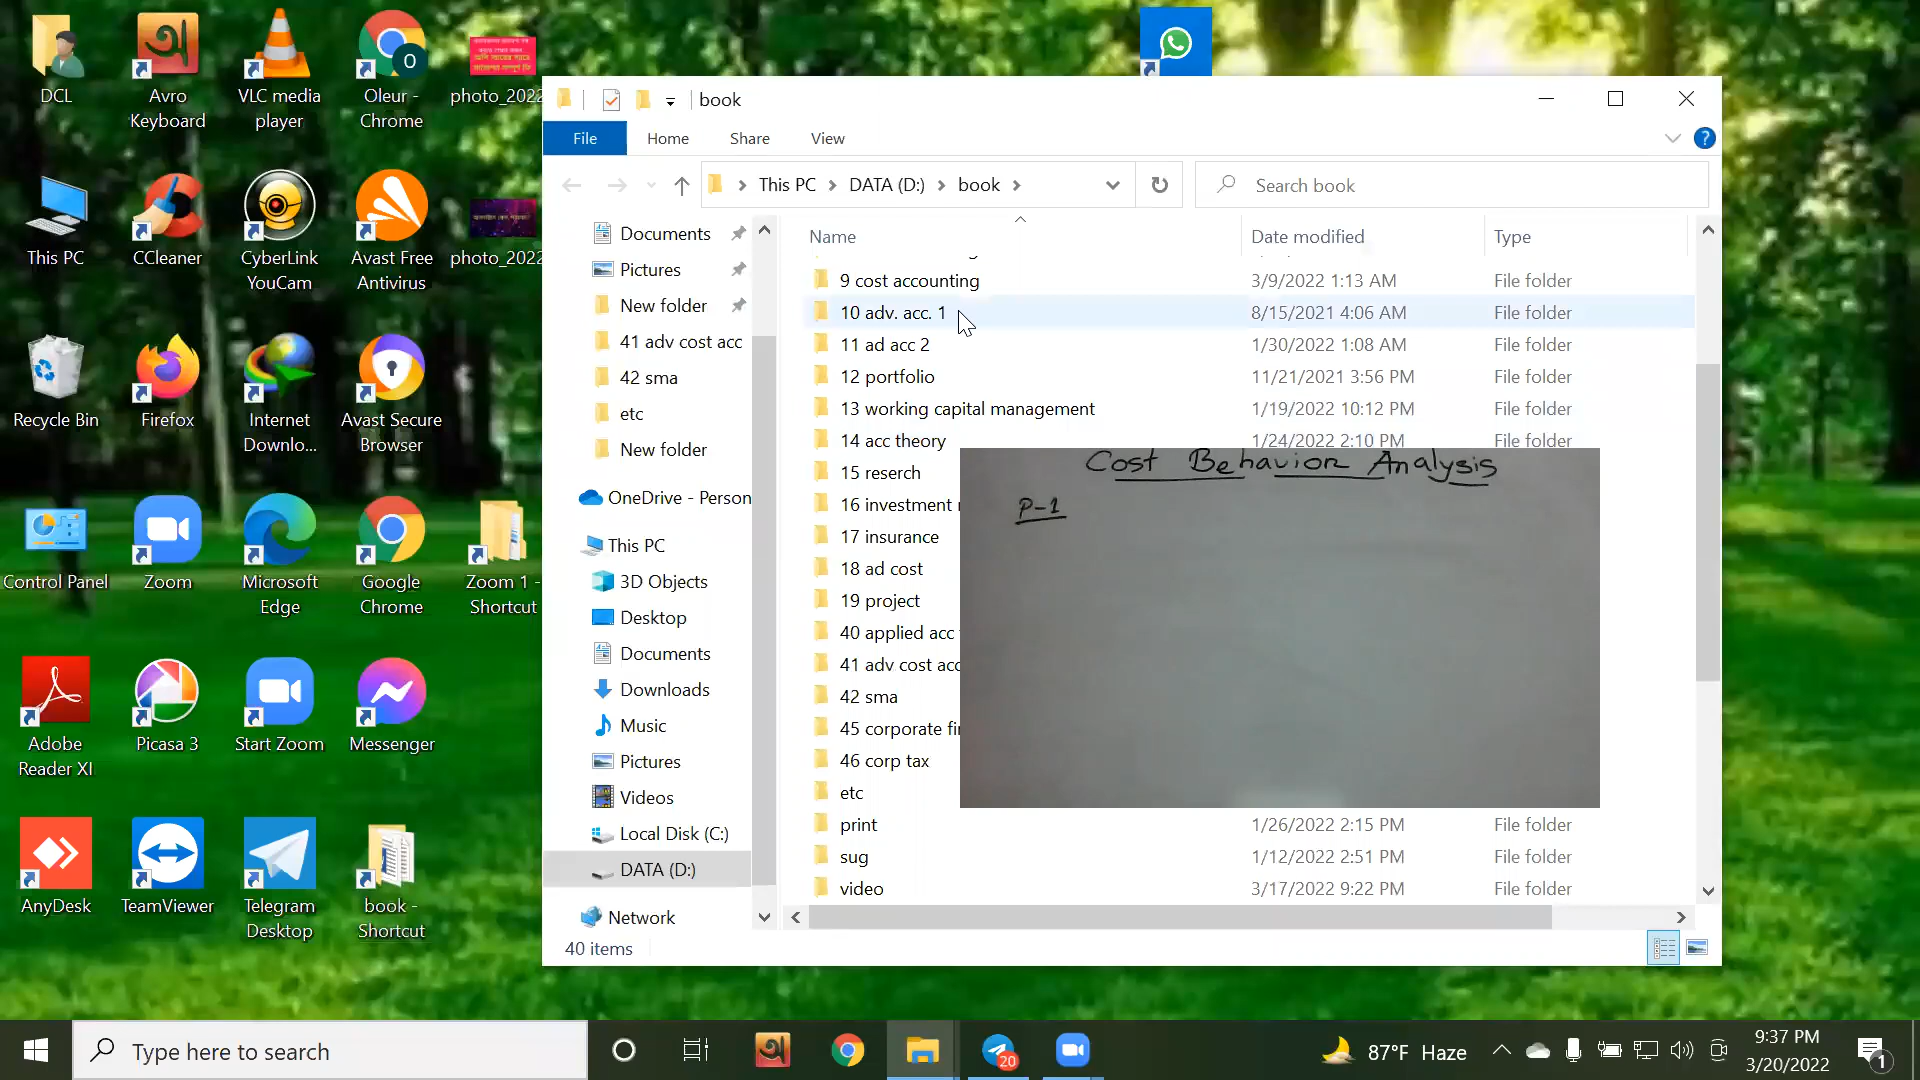 DCL
Avro
Keyboard
VLC media
player
Oleur -
Chrome
photo_2022
This PC
CCleaner
CyberLink
YouCam
Avast Free
Antivirus
photo_2022
Recycle Bin
Firefox
Internet
Downlo...
Avast Secure
Browser
Control Panel
Zoom
Microsoft
Edge
Google
Chrome
Zoom 1 -
Shortcut
Adobe
Reader XI
Picasa 3
Start Zoom
Messenger
AnyDesk
TeamViewer
Telegram
Desktop
book -
Shortcut
book
File Home Share View
This PC DATA (D:) book
Search book
Documents
Pictures
New folder
41 adv cost acc
42 sma
etc
New folder
OneDrive - Person
This PC
3D Objects
Desktop
Documents
Downloads
Music
Pictures
Videos
Local Disk (C:)
DATA (D:)
Network
Name Date modified Type
9 cost accounting 3/9/2022 1:13 AM File folder
10 adv. acc. 1 8/15/2021 4:06 AM File folder
11 ad acc 2 1/30/2022 1:08 AM File folder
12 portfolio 11/21/2021 3:56 PM File folder
13 working capital management 1/19/2022 10:12 PM File folder
14 acc theory 1/24/2022 2:10 PM File folder
15 reserch
16 investment
17 insurance
18 ad cost
19 project
40 applied acc
41 adv cost acc
42 sma
45 corporate fi
46 corp tax
etc
print 1/26/2022 2:15 PM File folder
sug 1/12/2022 2:51 PM File folder
video 3/17/2022 9:22 PM File folder
Cost Behavior Analysis
P-1
40 items
Type here to search
20
87°F Haze
9:37 PM
3/20/2022
1